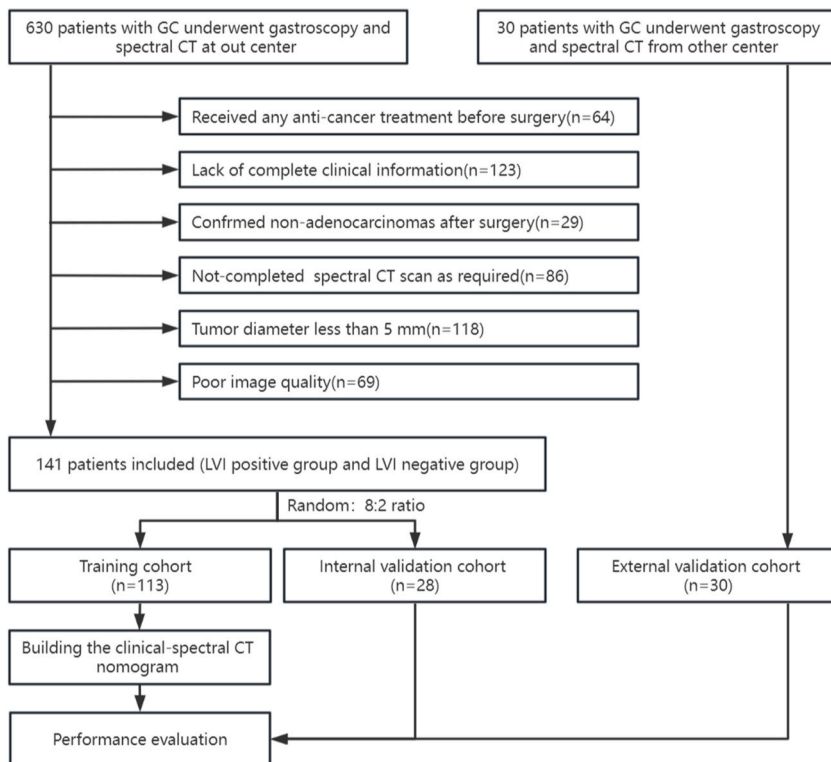 630 patients with GC underwent gastroscopy and
spectral CT at out center
30 patients with GC underwent gastroscopy
and spectral CT from other center
Received any anti-cancer treatment before surgery(n=64)
Lack of complete clinical information(n=123)
Confrmed non-adenocarcinomas after surgery(n=29)
Not-completed spectral CT scan as required(n=86)
Tumor diameter less than 5 mm(n=118)
Poor image quality(n=69)
141 patients included (LVI positive group and LVI negative group)
Random：8:2 ratio
Training cohort
(n=113)
Internal validation cohort
(n=28)
External validation cohort
(n=30)
Building the clinical-spectral CT
nomogram
Performance evaluation